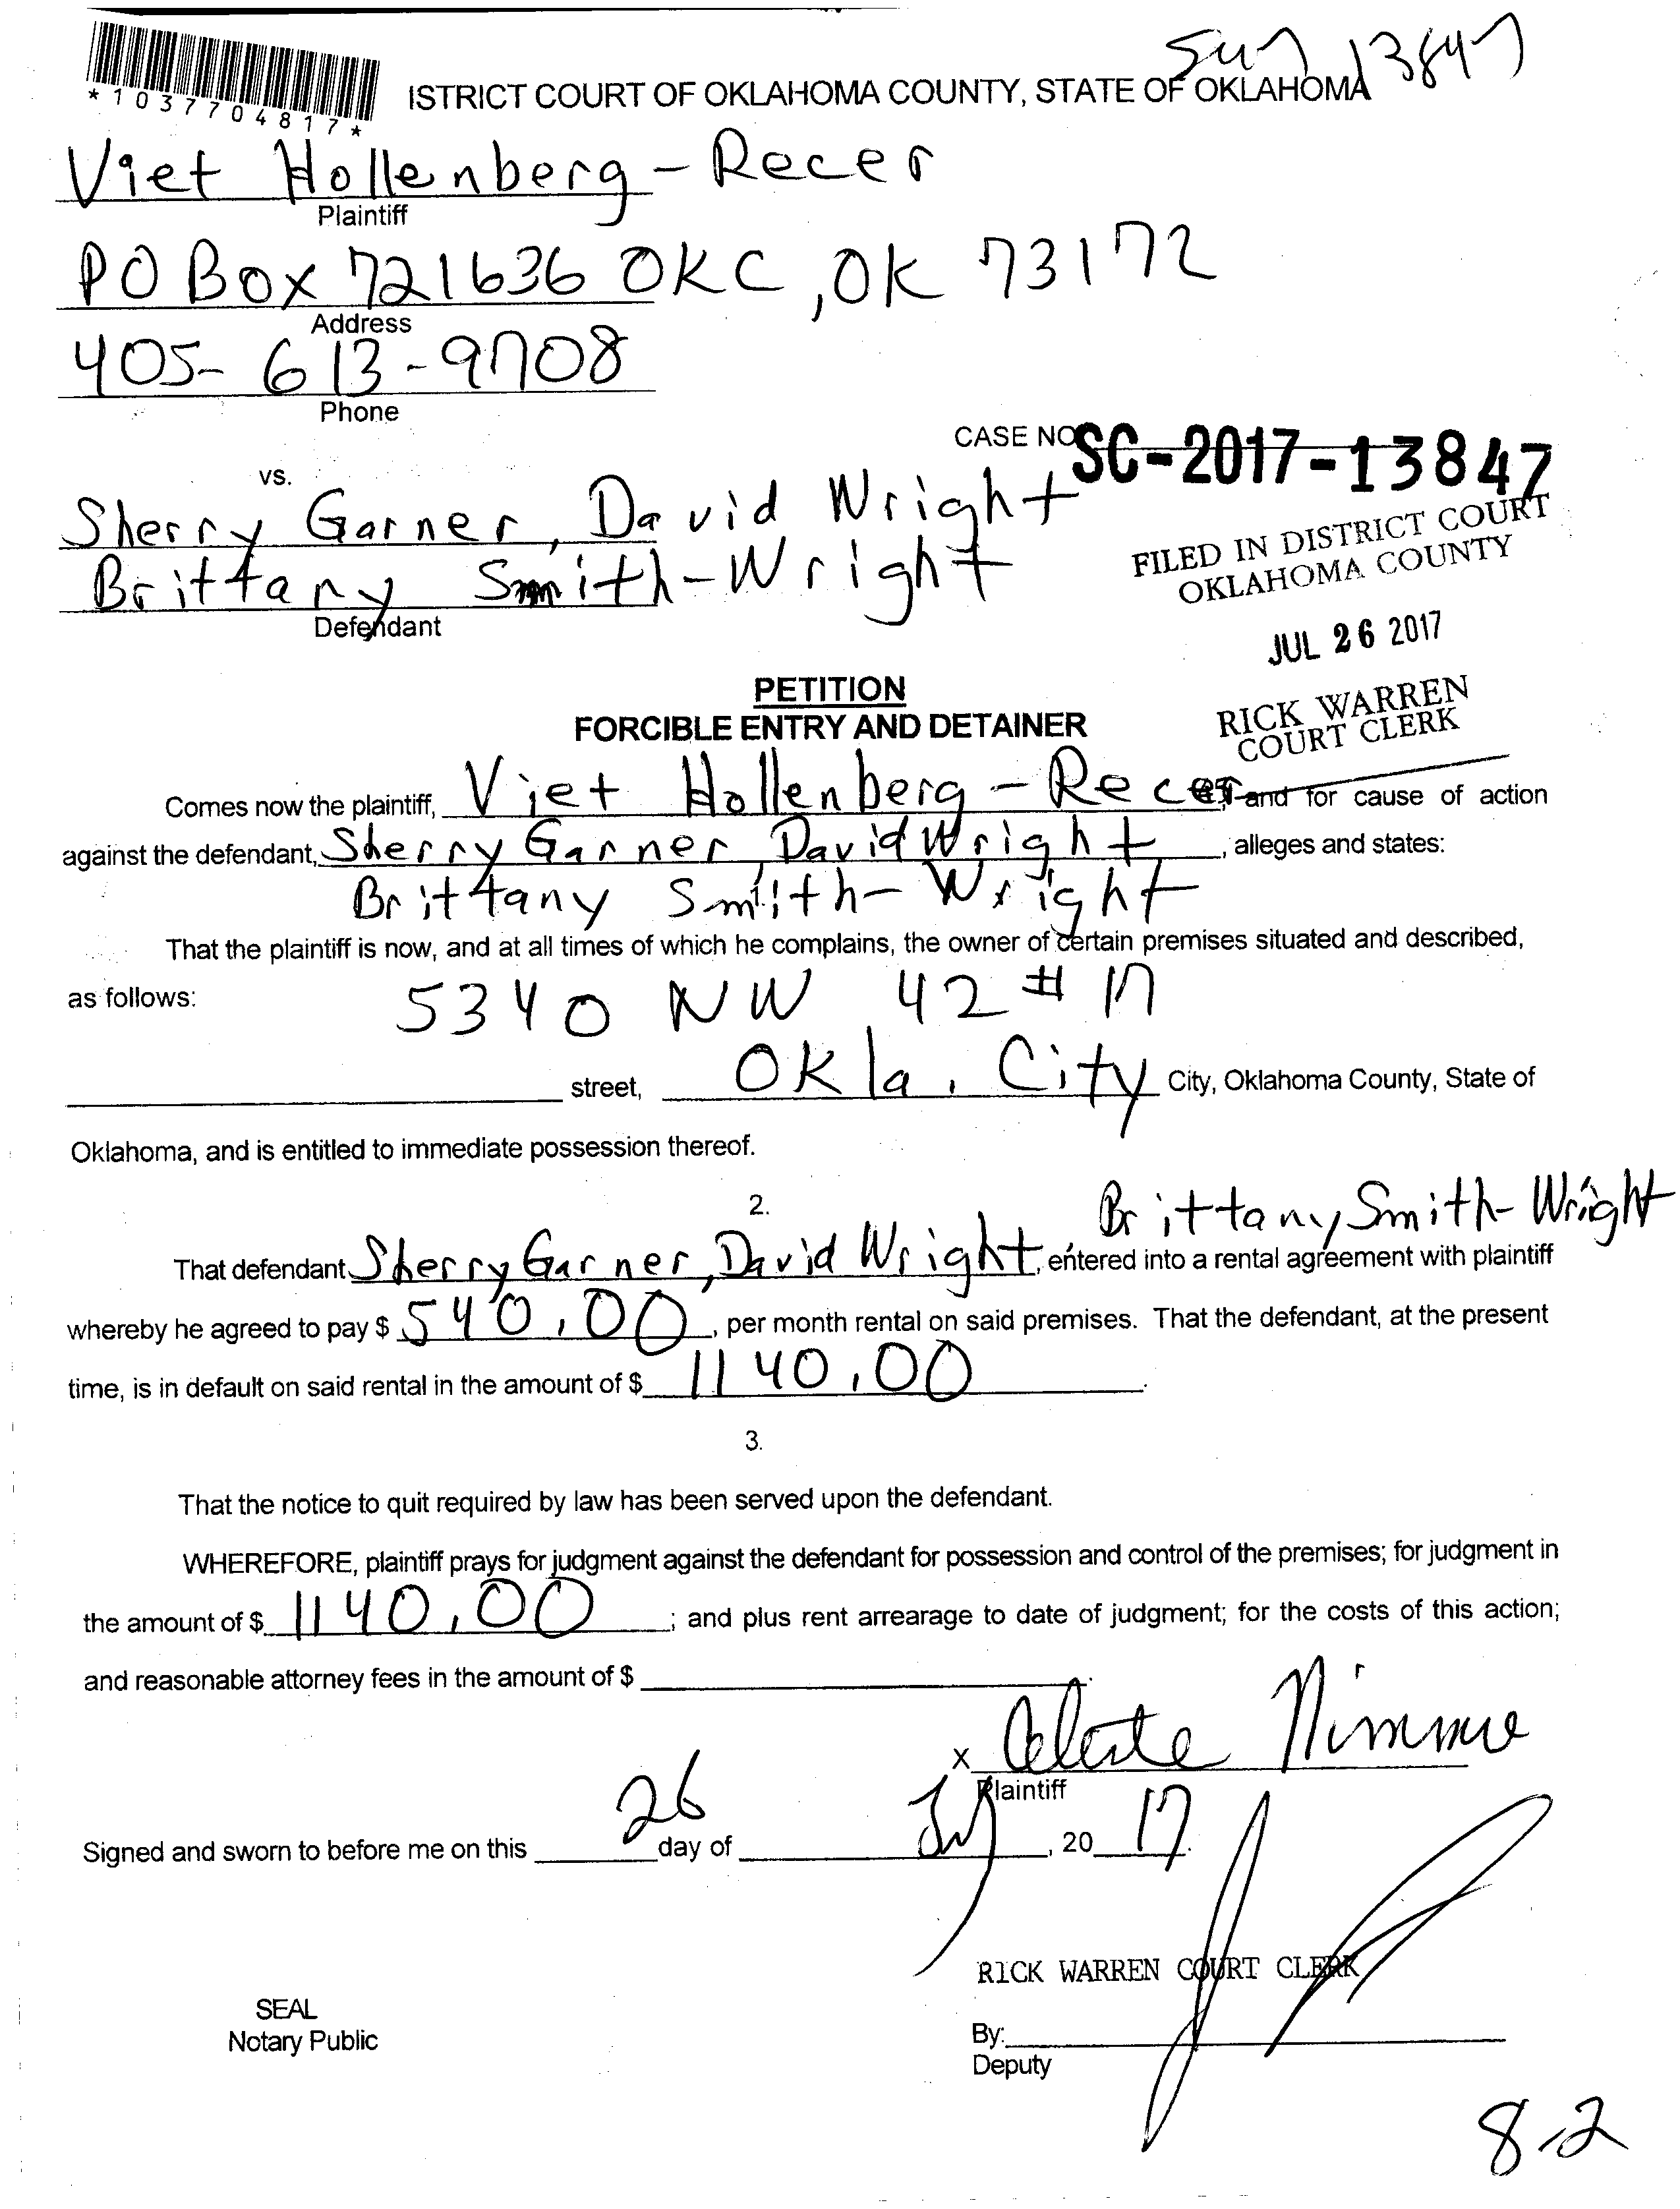 13847
*1037704817*
ISTRICT COURT OF OKLAHOMA COUNTY, STATE OF OKLAHOMA
Viet Hollenberg-Recer
Plaintiff
PO Box 721636 OKC, OK 73172
Address
405-613-9708
Phone
CASE NO SC-2017-13847
vs.
Sherry Garner, David Wright
Brittany Smith-Wright
Defendant
FILED IN DISTRICT COURT
OKLAHOMA COUNTY
JUL 26 2017
RICK WARREN
COURT CLERK
PETITION
FORCIBLE ENTRY AND DETAINER
Comes now the plaintiff, Viet Hollenberg-Recer, and for cause of action
against the defendant, Sherry Garner, David Wright, alleges and states:
Brittany Smith-Wright
That the plaintiff is now, and at all times of which he complains, the owner of certain premises situated and described,
as follows: 5340 NW 42 # 17
street, Okla. City City, Oklahoma County, State of
Oklahoma, and is entitled to immediate possession thereof.
2.
Brittany Smith-Wright
That defendant Sherry Garner, David Wright, entered into a rental agreement with plaintiff
whereby he agreed to pay $ 540.00, per month rental on said premises. That the defendant, at the present
time, is in default on said rental in the amount of $ 1140.00.
3.
That the notice to quit required by law has been served upon the defendant.
WHEREFORE, plaintiff prays for judgment against the defendant for possession and control of the premises; for judgment in
the amount of $ 1140.00; and plus rent arrearage to date of judgment; for the costs of this action;
and reasonable attorney fees in the amount of $
X Celeste Nimmo
Plaintiff
Signed and sworn to before me on this 26 day of July, 2017.
RICK WARREN COURT CLERK
SEAL
Notary Public
By:
Deputy
8-2